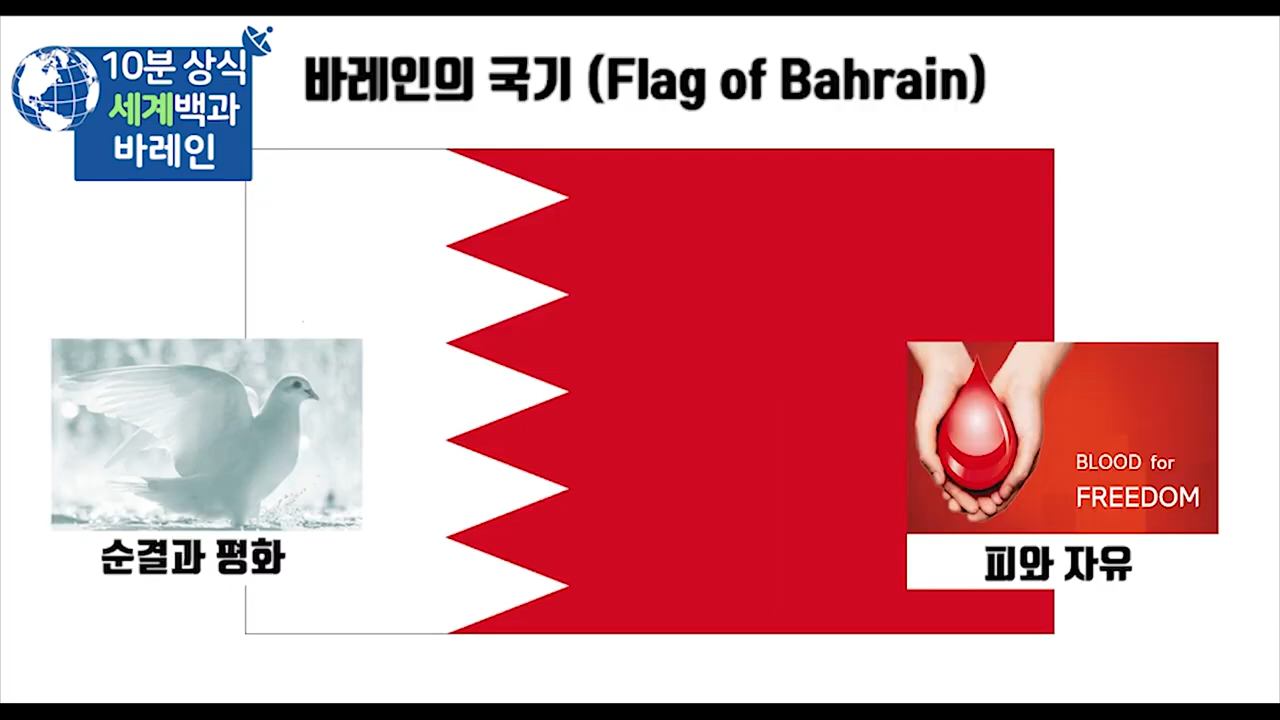 10분 상식
세계백과
바레인
바레인의 국기 (Flag of Bahrain)
순결과 평화
BLOOD for
FREEDOM
피와 자유